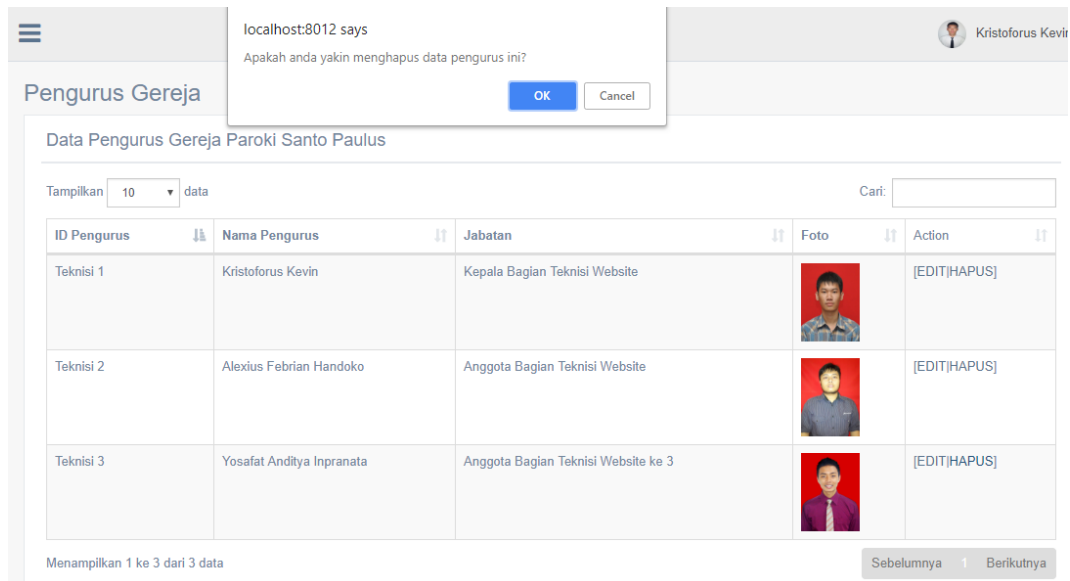 localhost:8012 says
Apakah anda yakin menghapus data pengurus ini?
OK Cancel
Kristoforus Kevin
Pengurus Gereja
Data Pengurus Gereja Paroki Santo Paulus
Tampilkan 10 data Cari:
ID Pengurus Nama Pengurus Jabatan Foto Action
Teknisi 1 Kristoforus Kevin Kepala Bagian Teknisi Website [EDIT|HAPUS]
Teknisi 2 Alexius Febrian Handoko Anggota Bagian Teknisi Website [EDIT|HAPUS]
Teknisi 3 Yosafat Anditya Inpranata Anggota Bagian Teknisi Website ke 3 [EDIT|HAPUS]
Menampilkan 1 ke 3 dari 3 data Sebelumnya 1 Berikutnya